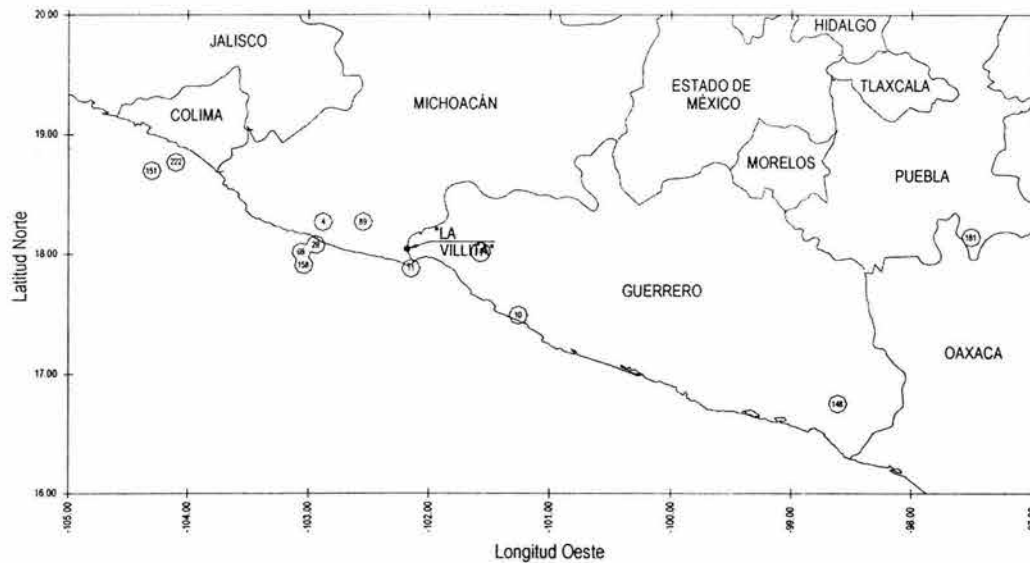 20.00
HIDALGO
JALISCO
ESTADO DE
MÉXICO
TLAXCALA
MICHOACÁN
COLIMA
19.00
MORELOS
222
151
PUEBLA
4
89
LA
VILLITA
181
28
18.00
Latitud Norte
158
11
GUERRERO
10
OAXACA
17.00
148
16.00
-105.00
-104.00
-103.00
-102.00
-101.00
-100.00
-99.00
-98.00
Longitud Oeste